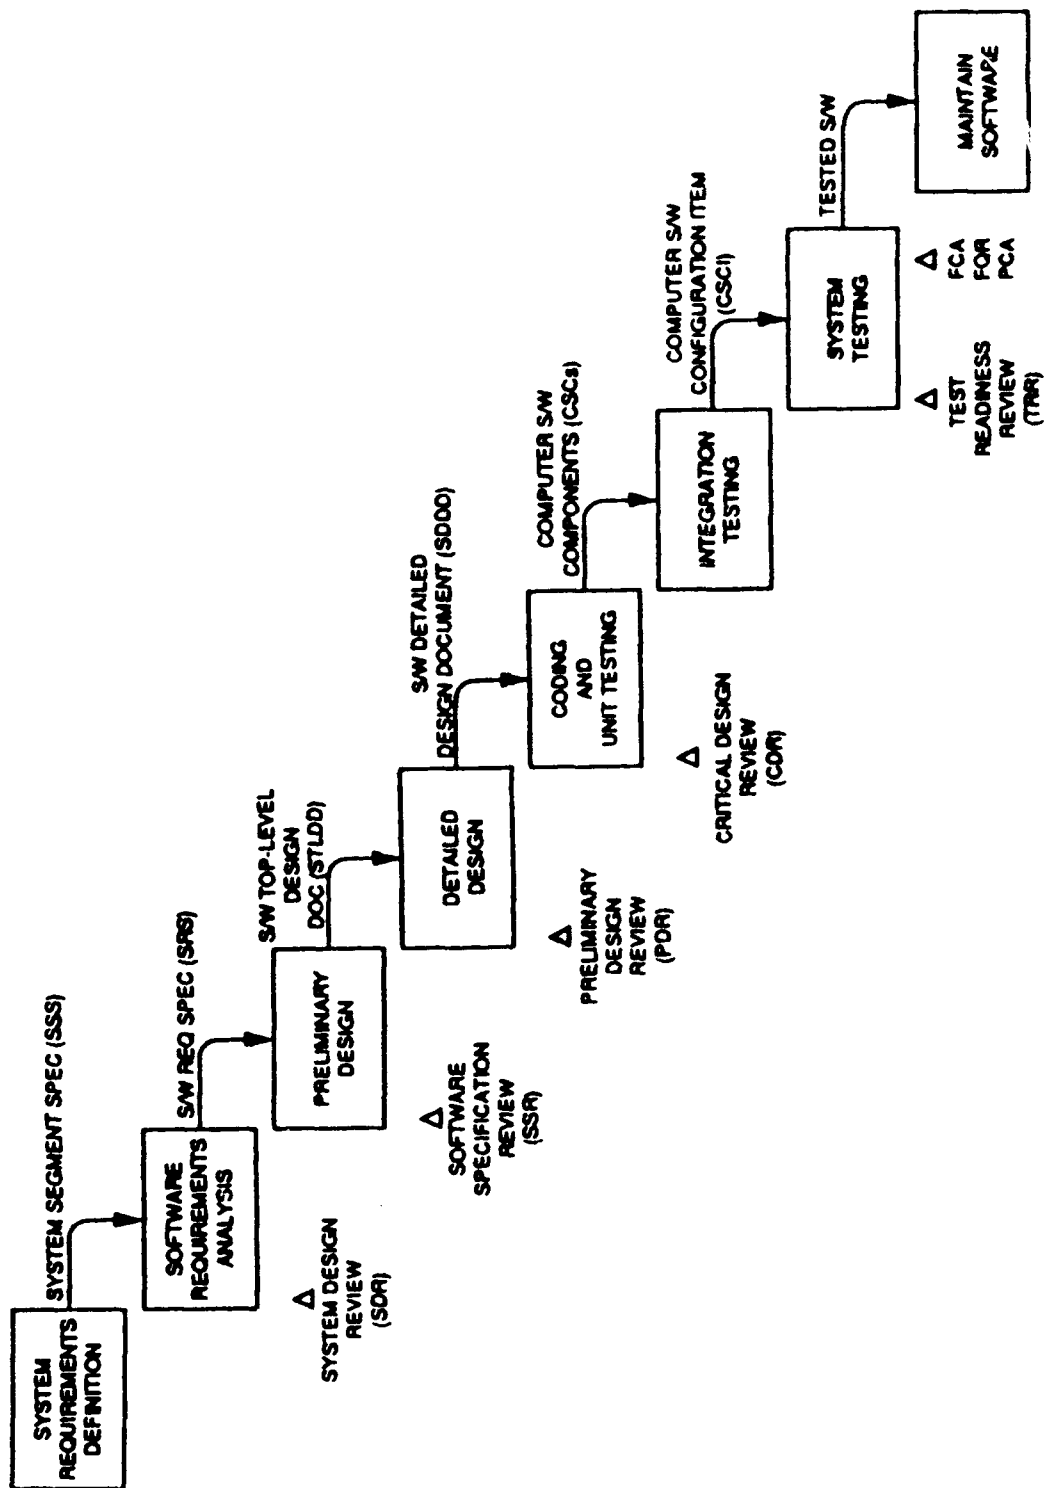 SYSTEM
REQUIREMENTS
DEFINITION
SYSTEM SEGMENT SPEC (SSS)
SOFTWARE
REQUIREMENTS
ANALYSIS
S/W REQ SPEC (SRS)
SYSTEM DESIGN
REVIEW
(SDR)
PRELIMINARY
DESIGN
S/W TOP-LEVEL
DESIGN
DOC (STLDD)
SOFTWARE
SPECIFICATION
REVIEW
(SSR)
DETAILED
DESIGN
S/W DETAILED
DESIGN DOCUMENT (SDDD)
PRELIMINARY
DESIGN
REVIEW
(PDR)
CODING
AND
UNIT TESTING
COMPUTER S/W
COMPONENTS (CSCs)
CRITICAL DESIGN
REVIEW
(CDR)
INTEGRATION
TESTING
COMPUTER S/W
CONFIGURATION ITEM
(CSCI)
SYSTEM
TESTING
TESTED S/W
TEST
READINESS
REVIEW
(TRR)
FCA
FQR
PCA
MAINTAIN
SOFTWARE